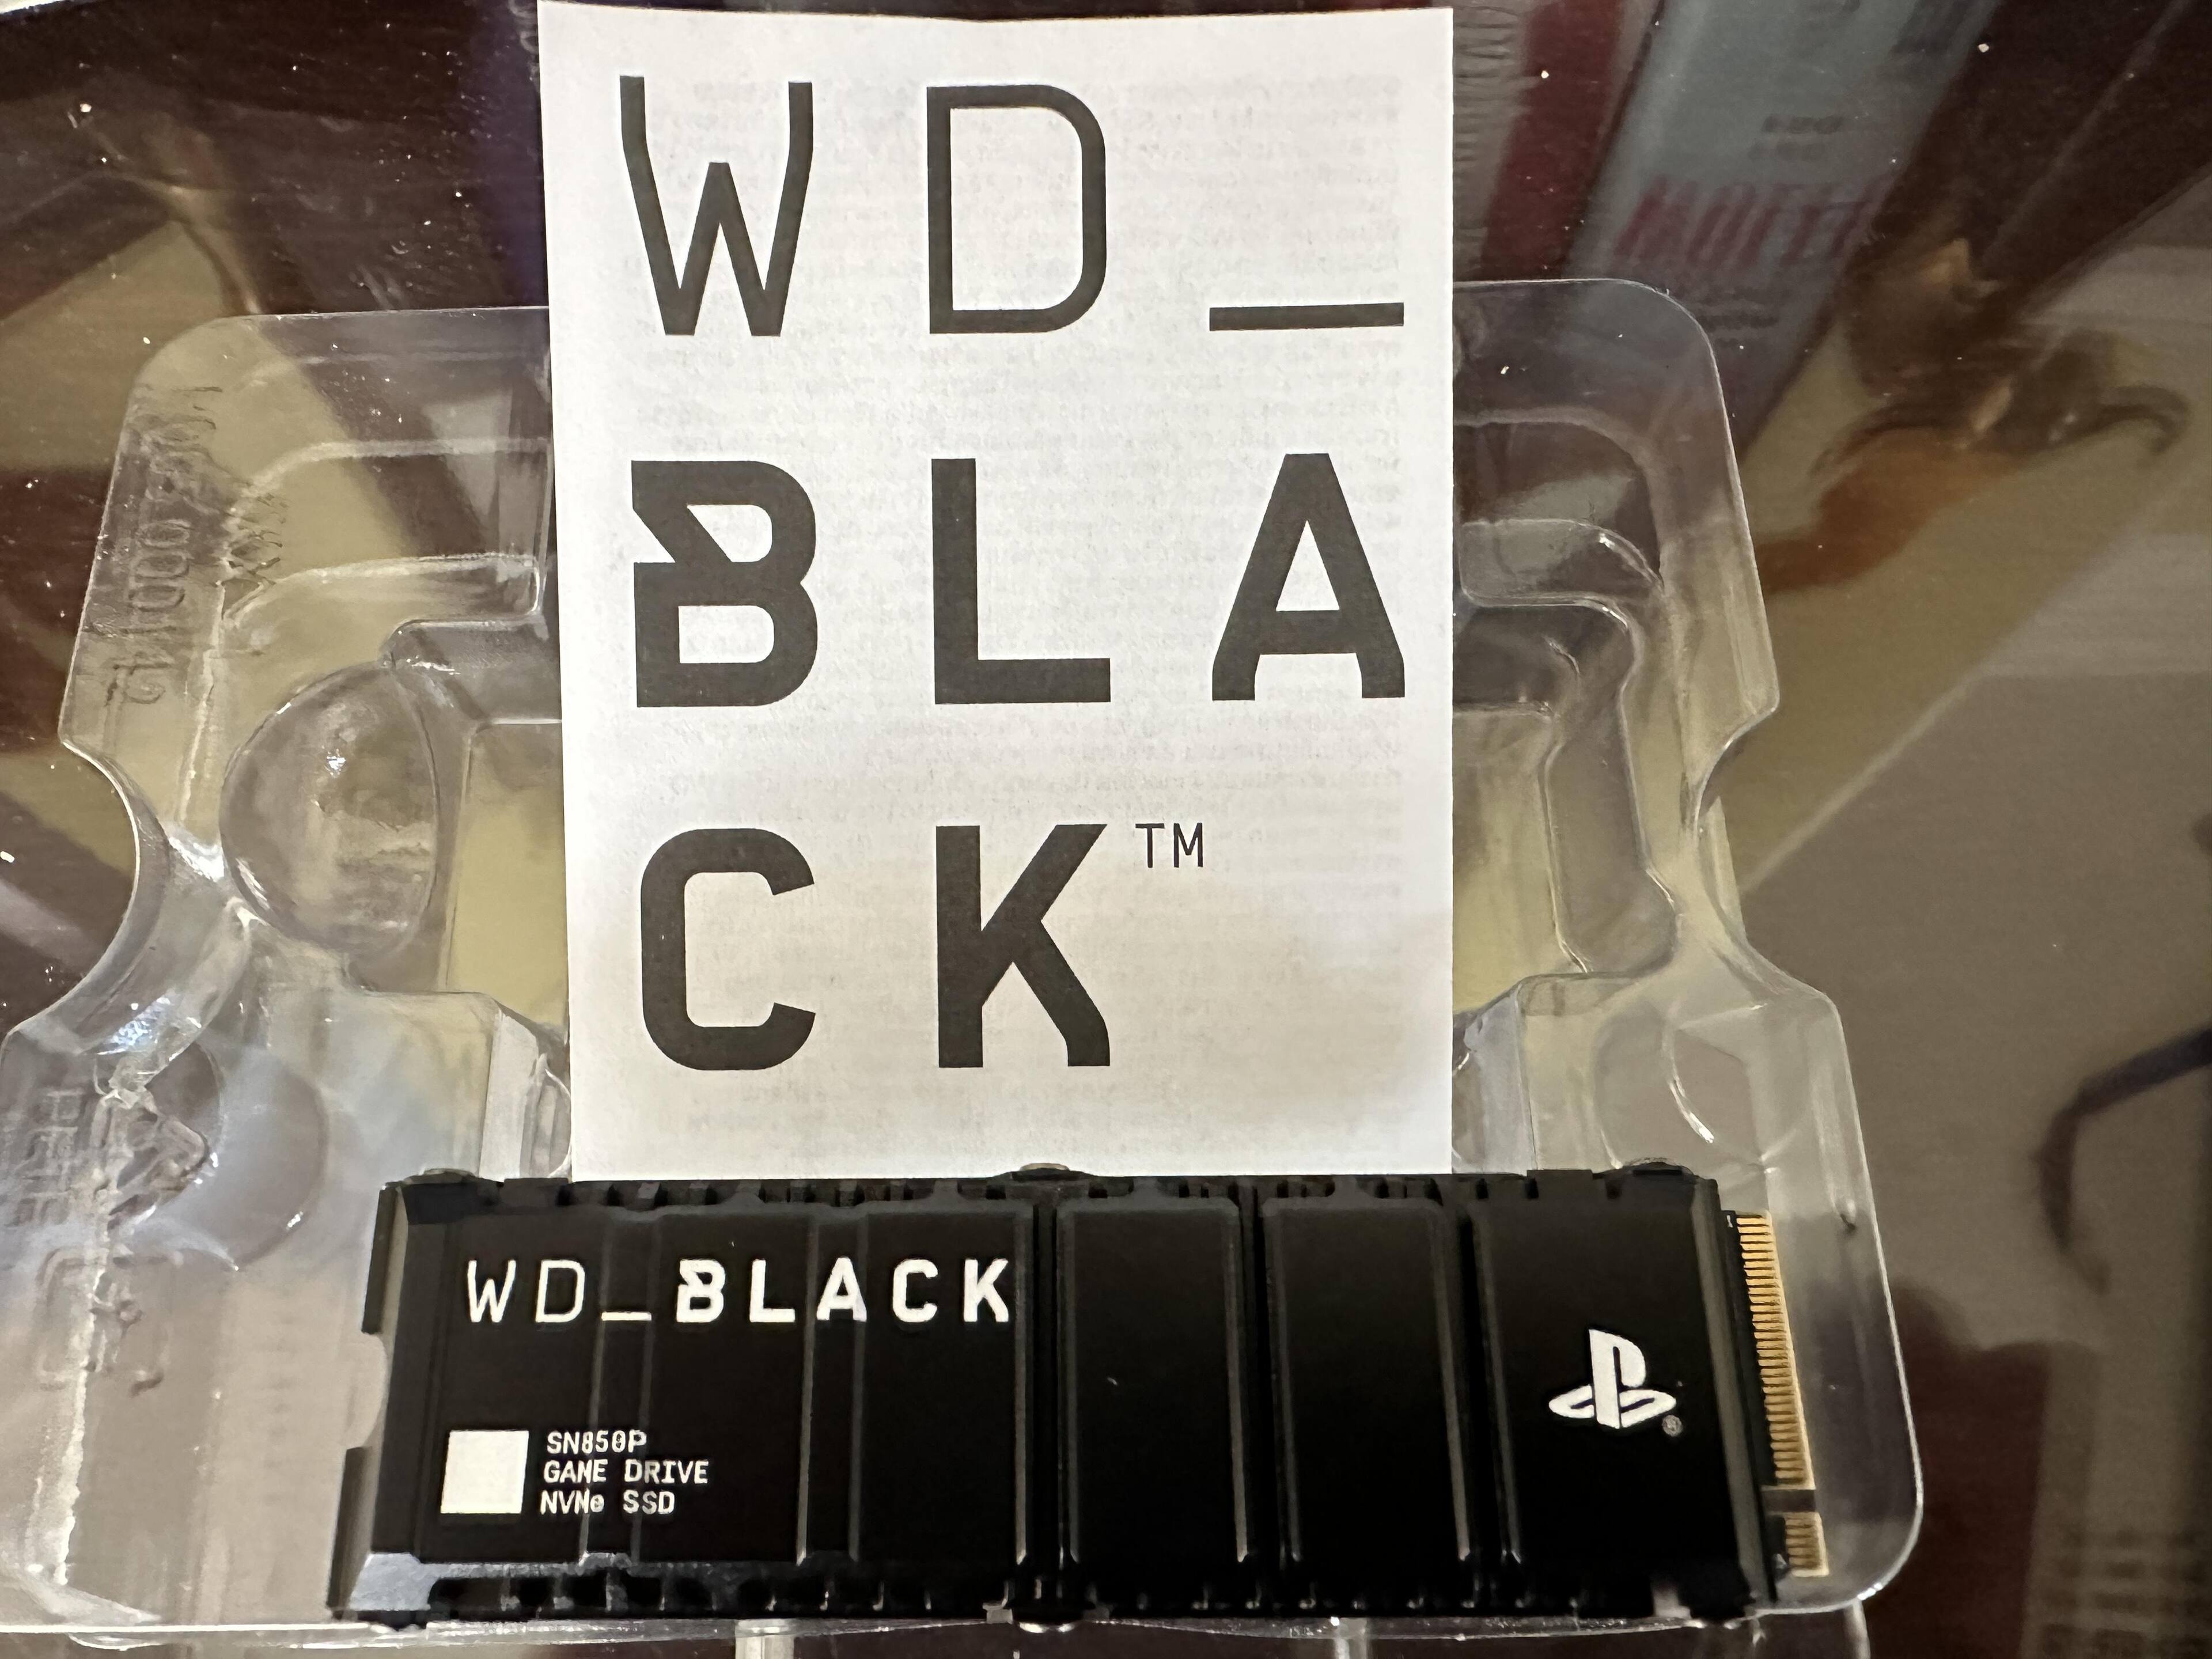 WD_
BLA
CK™
WD_BLACK
SN850P
GAME DRIVE
NVMe SSD
®